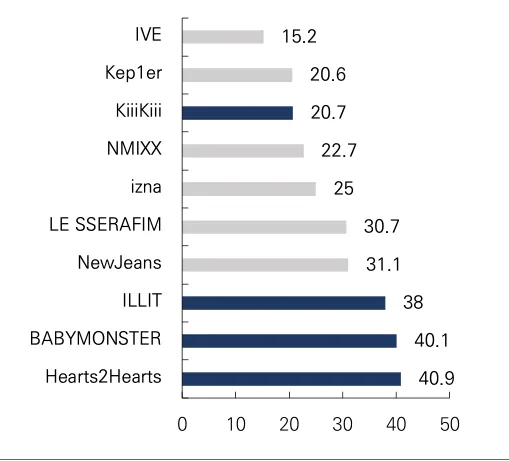 IVE 15.2
Kep1er 20.6
KiiiKiii 20.7
NMIXX 22.7
izna 25
LE SSERAFIM 30.7
NewJeans 31.1
ILLIT 38
BABYMONSTER 40.1
Hearts2Hearts 40.9
0 10 20 30 40 50